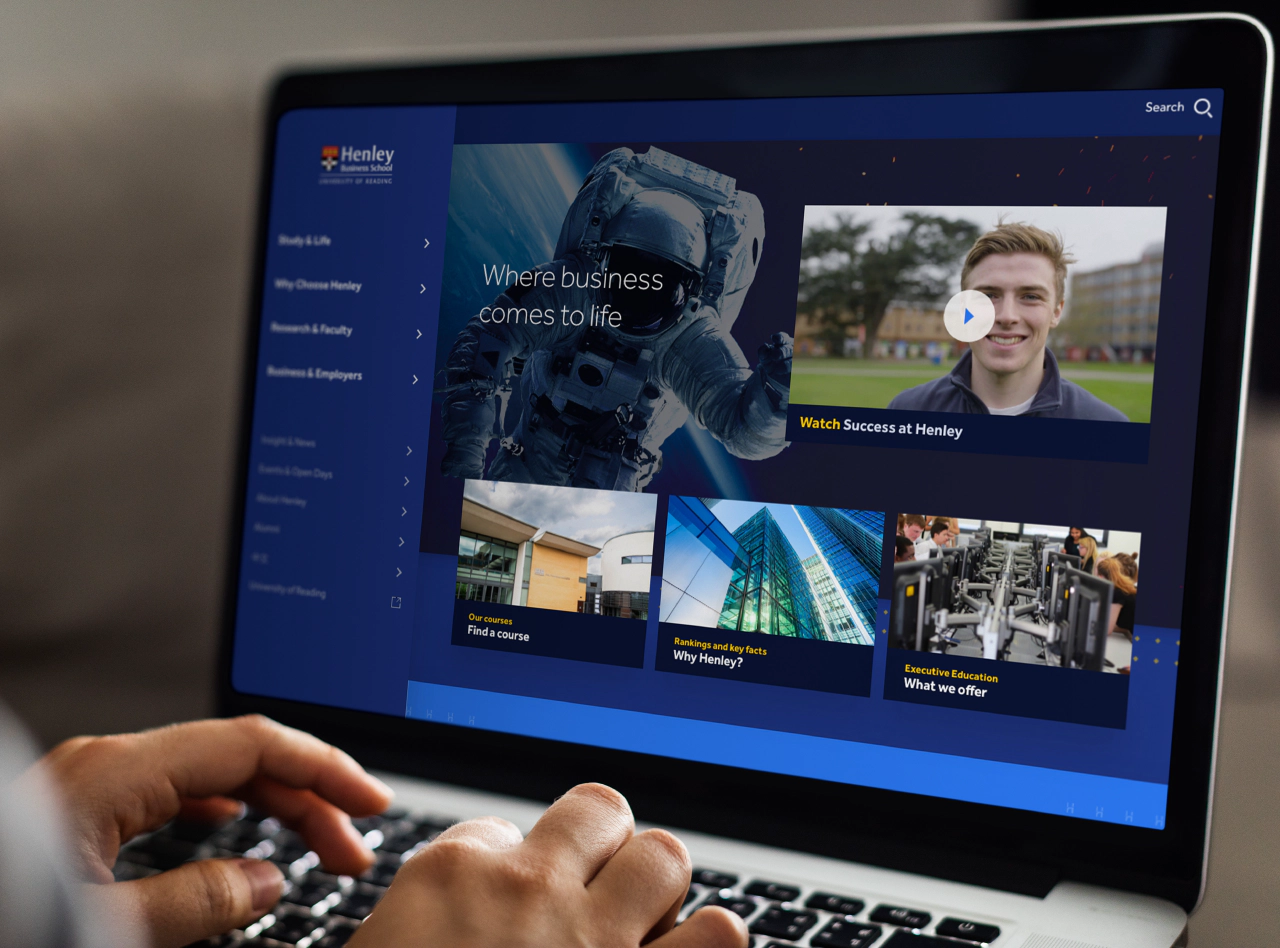 Search
Henley
Business School
UNIVERSITY OF READING
Study & Life
Why Choose Henley
Research & Faculty
Business & Employers
Insight & News
Events & Open Days
About Henley
Alumni
University of Reading
Where business
comes to life
Watch Success at Henley
Our courses
Find a course
Rankings and key facts
Why Henley?
Executive Education
What we offer
H H H H
H H H H